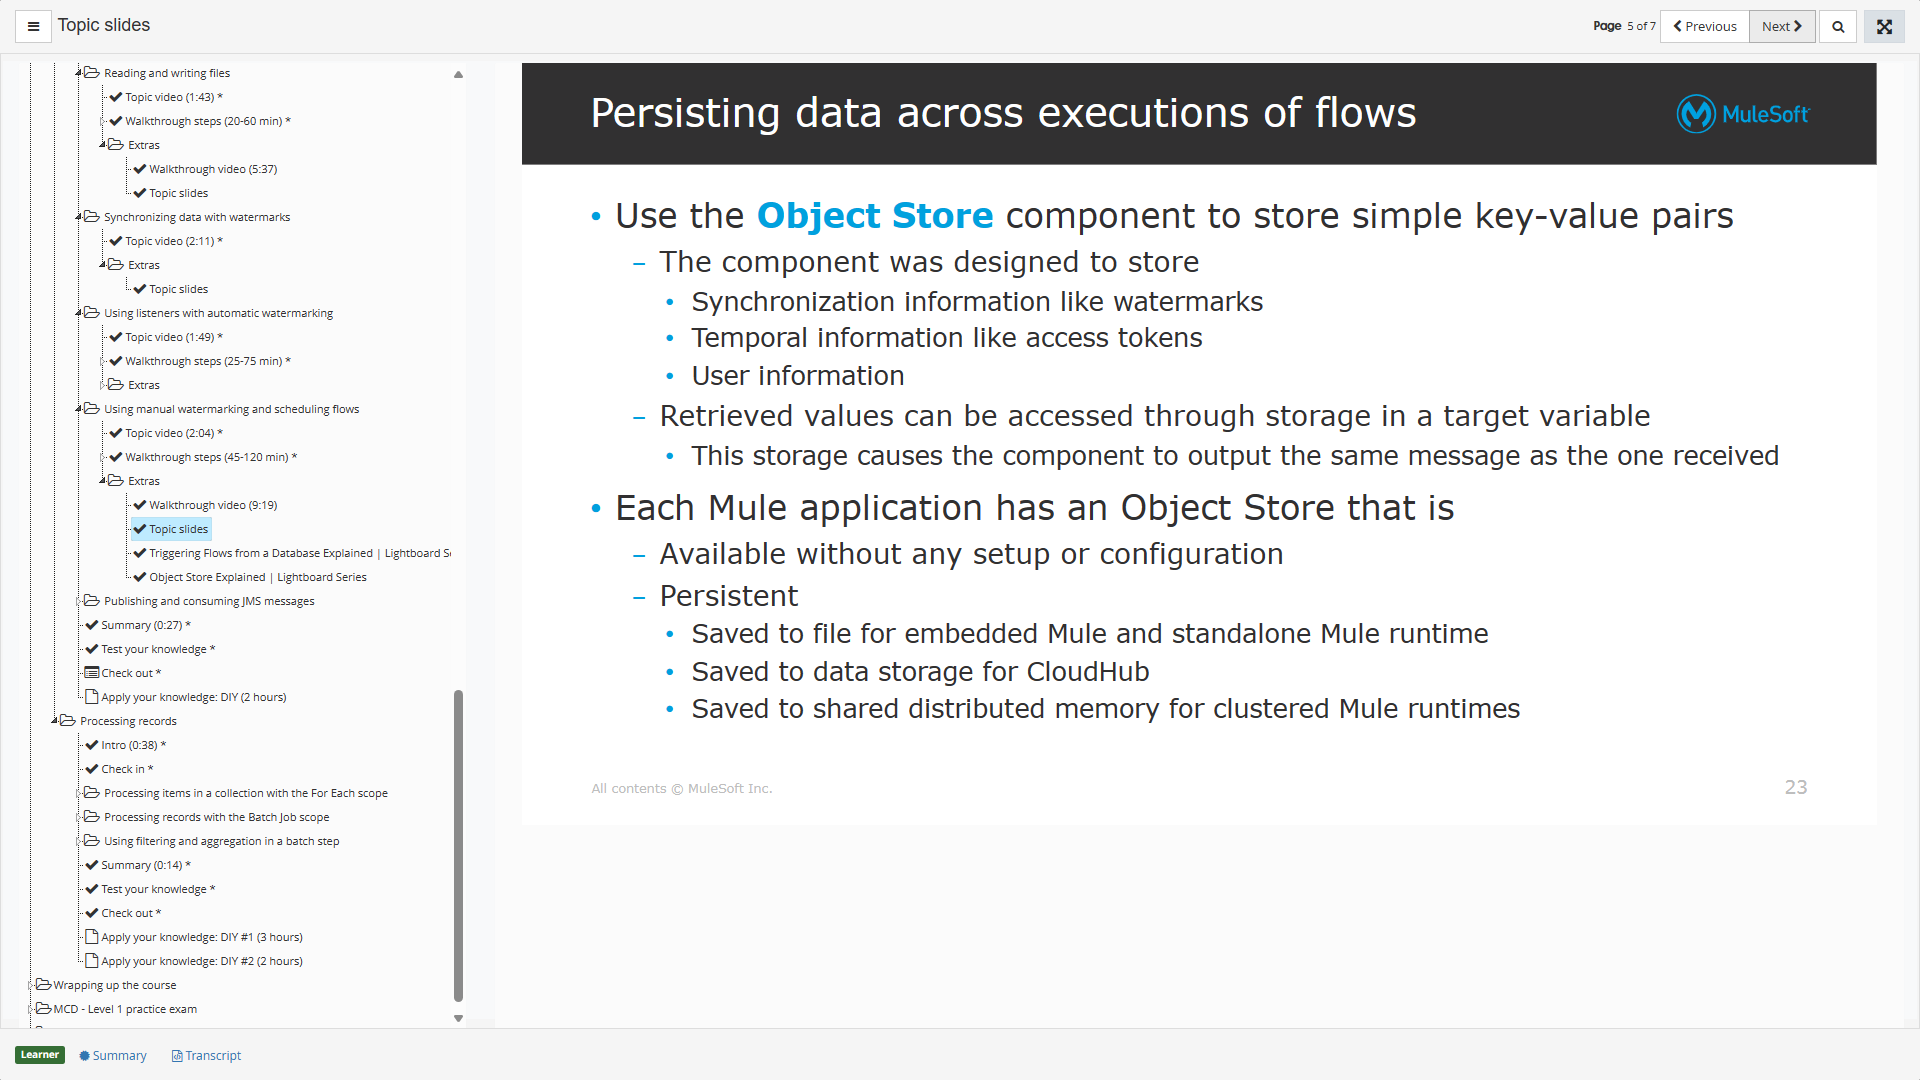 Topic slides
Page 5 of 7 Previous Next
Reading and writing files
Topic video (1:43) *
Walkthrough steps (20-60 min) *
Extras
Walkthrough video (5:37)
Topic slides
Synchronizing data with watermarks
Topic video (2:11) *
Extras
Topic slides
Using listeners with automatic watermarking
Topic video (1:49) *
Walkthrough steps (25-75 min) *
Extras
Using manual watermarking and scheduling flows
Topic video (2:04) *
Walkthrough steps (45-120 min) *
Extras
Walkthrough video (9:19)
Topic slides
Triggering Flows from a Database Explained | Lightboard S
Object Store Explained | Lightboard Series
Publishing and consuming JMS messages
Summary (0:27) *
Test your knowledge *
Check out *
Apply your knowledge: DIY (2 hours)
Processing records
Intro (0:38) *
Check in *
Processing items in a collection with the For Each scope
Processing records with the Batch Job scope
Using filtering and aggregation in a batch step
Summary (0:14) *
Test your knowledge *
Check out *
Apply your knowledge: DIY #1 (3 hours)
Apply your knowledge: DIY #2 (2 hours)
Wrapping up the course
MCD - Level 1 practice exam
Persisting data across executions of flows
MuleSoft
• Use the Object Store component to store simple key-value pairs
– The component was designed to store
• Synchronization information like watermarks
• Temporal information like access tokens
• User information
– Retrieved values can be accessed through storage in a target variable
• This storage causes the component to output the same message as the one received
• Each Mule application has an Object Store that is
– Available without any setup or configuration
– Persistent
• Saved to file for embedded Mule and standalone Mule runtime
• Saved to data storage for CloudHub
• Saved to shared distributed memory for clustered Mule runtimes
All contents © MuleSoft Inc.
23
Learner Summary Transcript